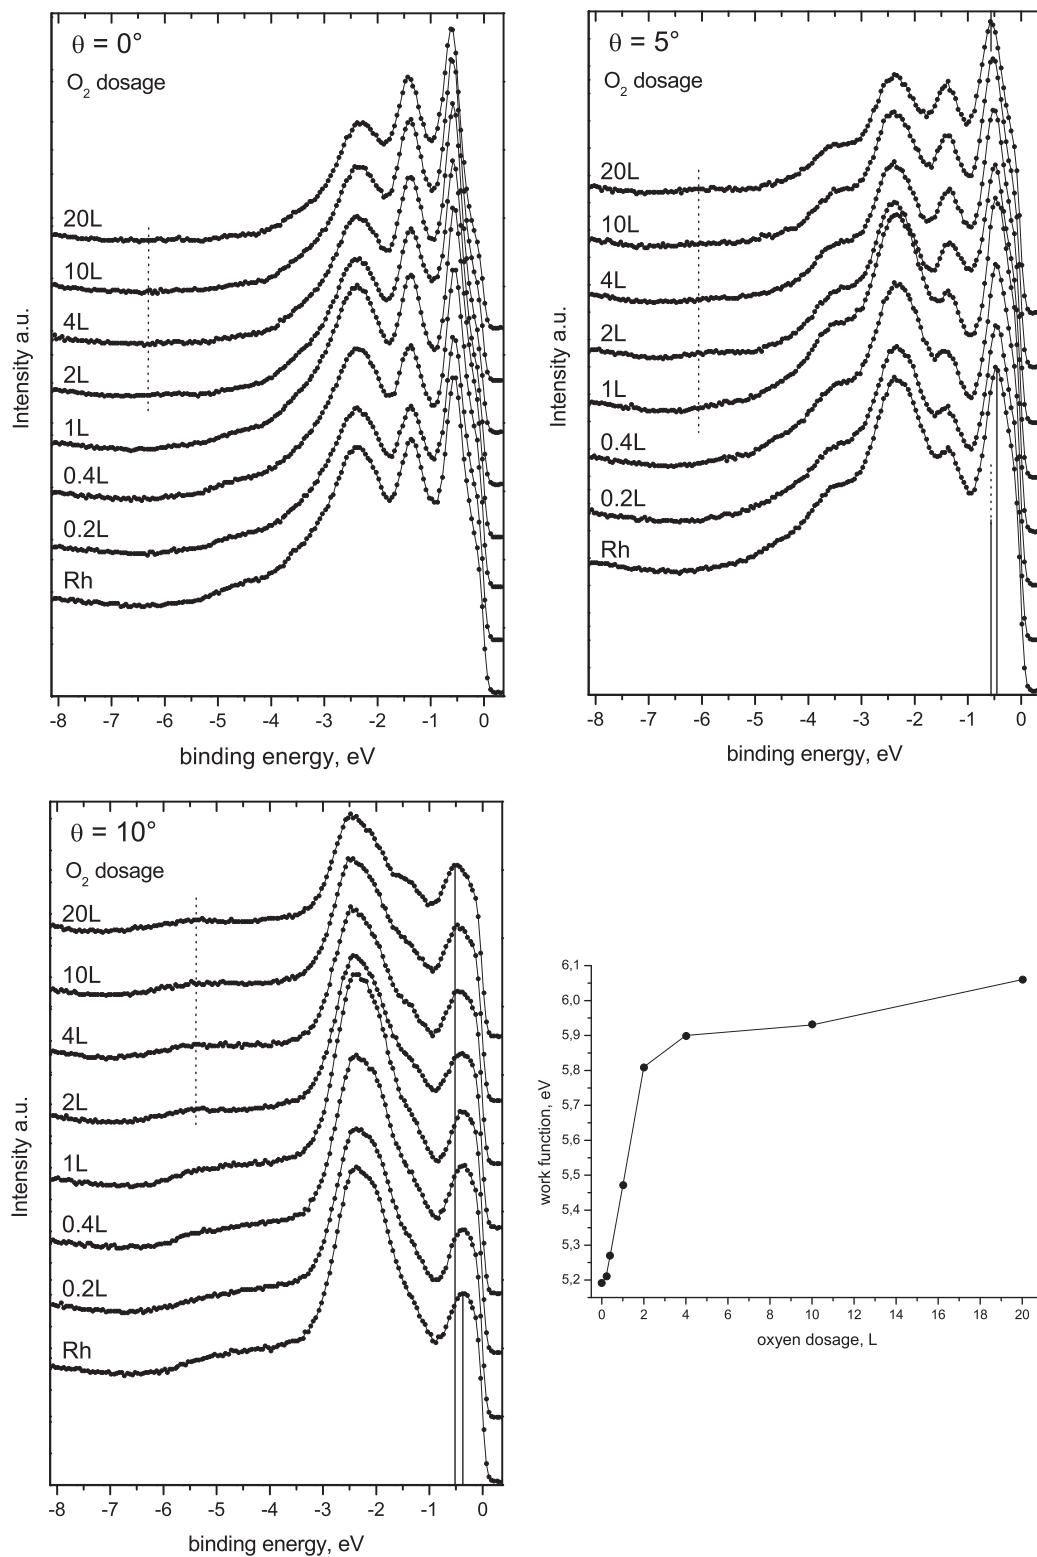 θ = 0°
O2 dosage
20L
10L
4L
2L
1L
0.4L
0.2L
Rh
Intensity a.u.
-8 -7 -6 -5 -4 -3 -2 -1 0
binding energy, eV
θ = 5°
O2 dosage
20L
10L
4L
2L
1L
0.4L
0.2L
Rh
Intensity a.u.
-8 -7 -6 -5 -4 -3 -2 -1 0
binding energy, eV
θ = 10°
O2 dosage
20L
10L
4L
2L
1L
0.4L
0.2L
Rh
Intensity a.u.
-8 -7 -6 -5 -4 -3 -2 -1 0
binding energy, eV
6,1
6,0
5,9
5,8
5,7
5,6
5,5
5,4
5,3
5,2
work function, eV
0 2 4 6 8 10 12 14 16 18 20
oxyen dosage, L